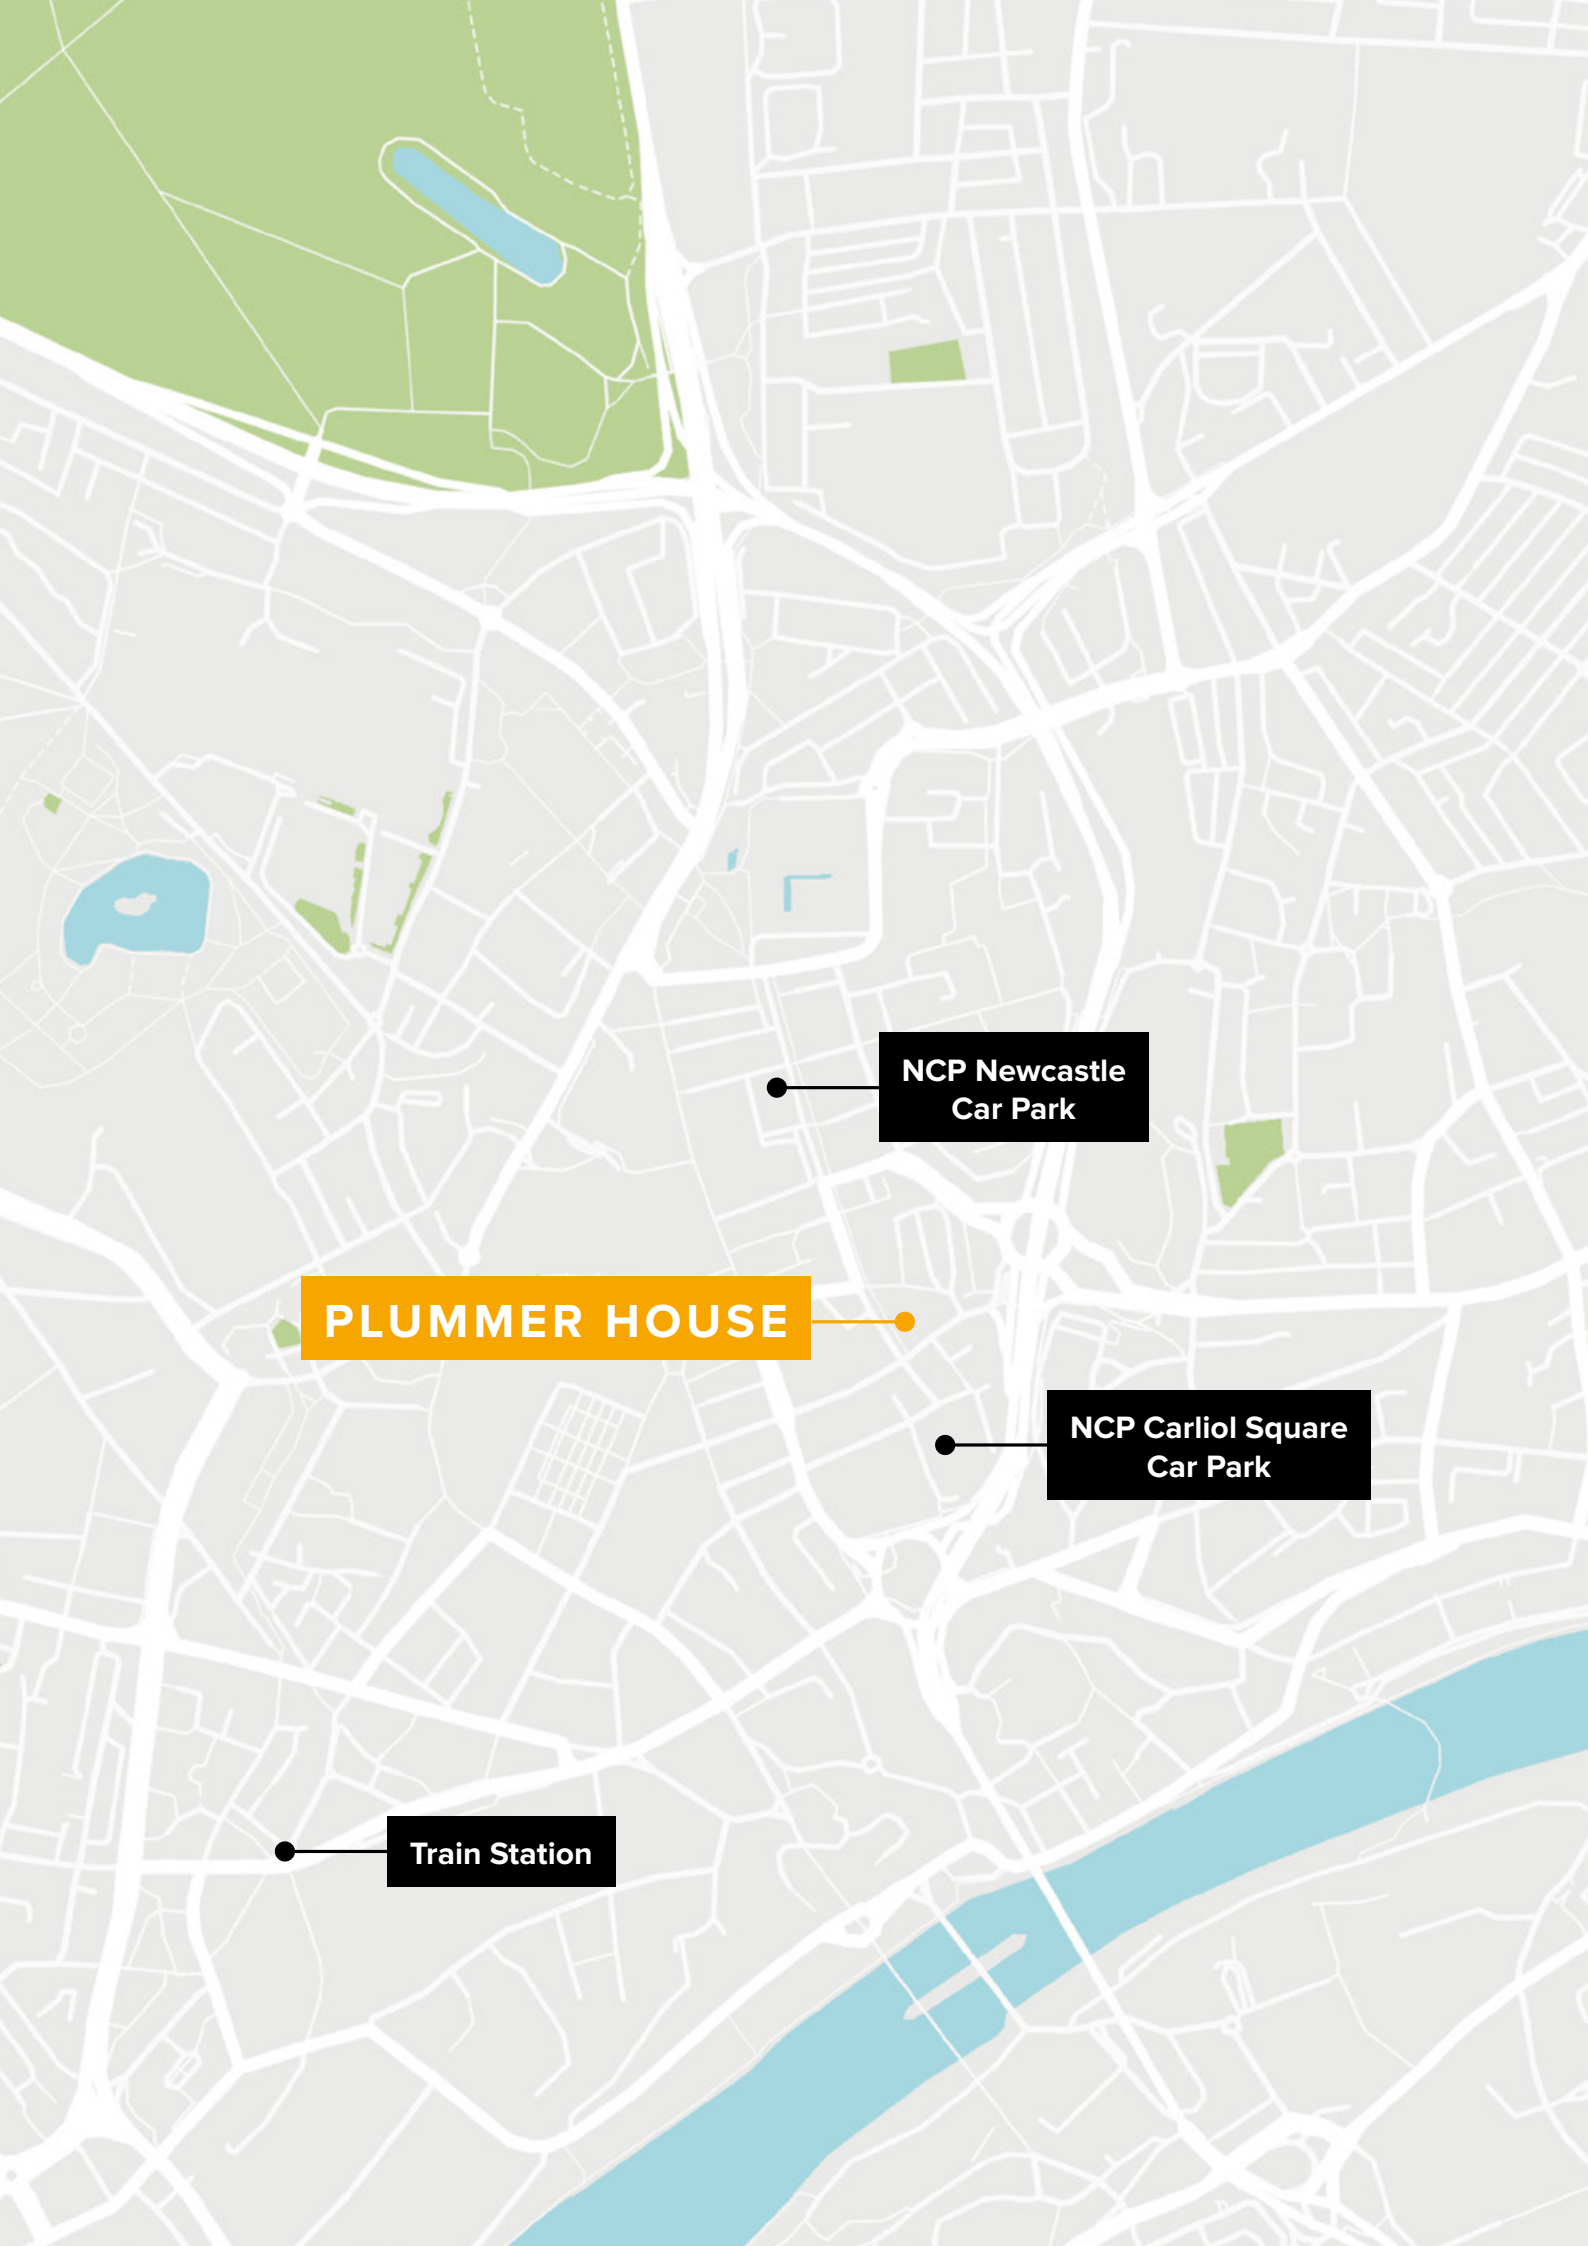 NCP Newcastle
Car Park
PLUMMER HOUSE
NCP Carliol Square
Car Park
Train Station